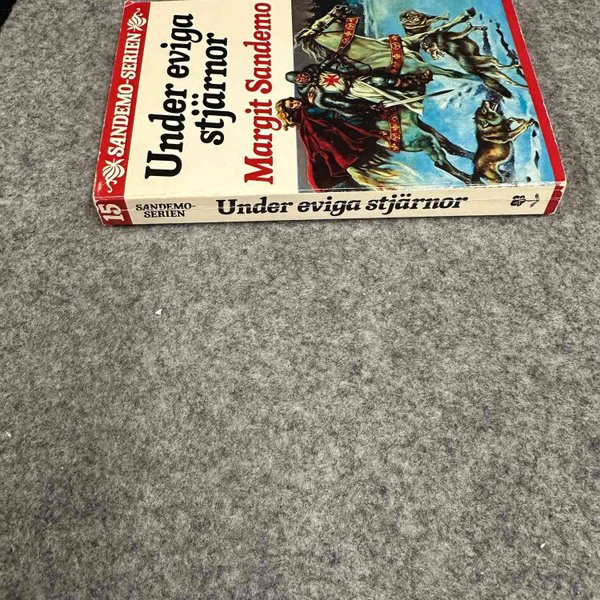 SANDEMO-SERIEN
Under eviga
stjärnor
Margit Sandemo
15
SANDEMO-
SERIEN
Under eviga stjärnor